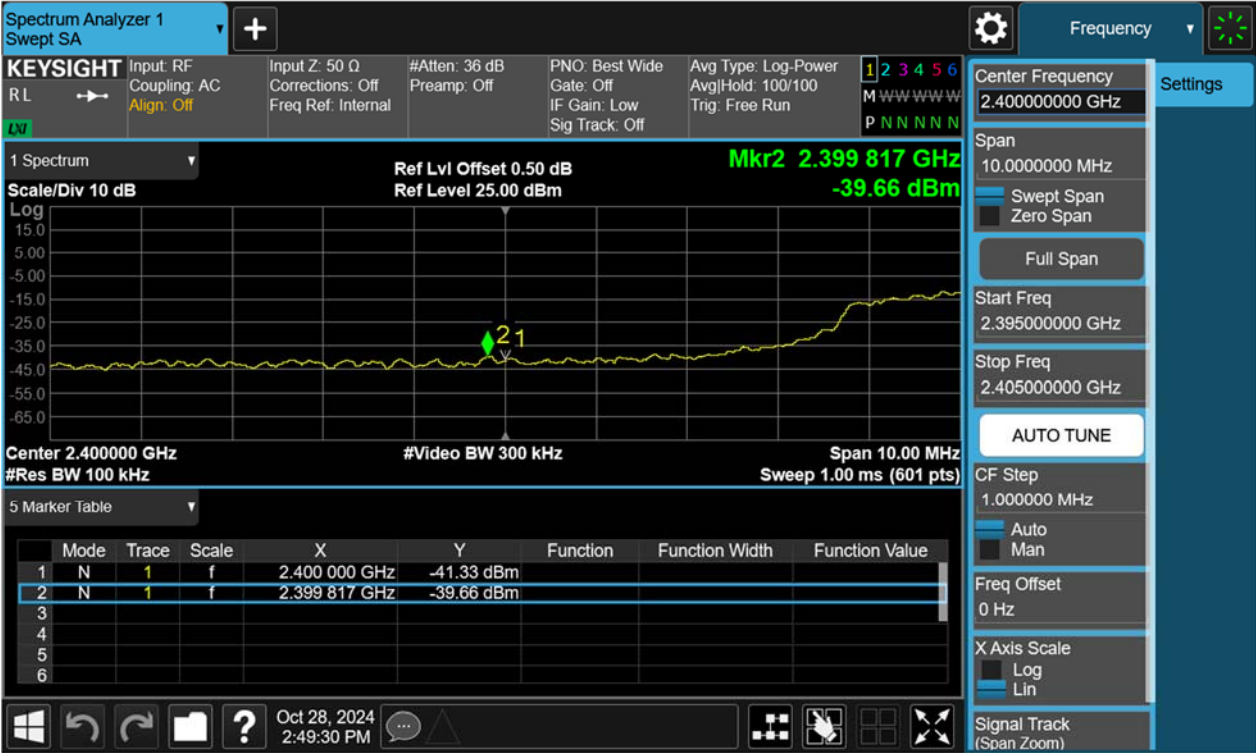 Spectrum Analyzer 1
Swept SA
Frequency
KEYSIGHT
R L
LXI
Input: RF
Coupling: AC
Align: Off
Input Z: 50 Ω
Corrections: Off
Freq Ref: Internal
#Atten: 36 dB
Preamp: Off
PNO: Best Wide
Gate: Off
IF Gain: Low
Sig Track: Off
Avg Type: Log-Power
Avg|Hold: 100/100
Trig: Free Run
1 2 3 4 5 6
M W W W W W
P N N N N N
1 Spectrum
Scale/Div 10 dB
Ref Lvl Offset 0.50 dB
Ref Level 25.00 dBm
Mkr2 2.399 817 GHz
-39.66 dBm
Log
15.0
5.00
-5.00
-15.0
-25.0
-35.0
-45.0
-55.0
-65.0
2 1
Center 2.400000 GHz
#Video BW 300 kHz
Span 10.00 MHz
#Res BW 100 kHz
Sweep 1.00 ms (601 pts)
5 Marker Table
Mode Trace Scale X Y Function Function Width Function Value
1 N 1 f 2.400 000 GHz -41.33 dBm
2 N 1 f 2.399 817 GHz -39.66 dBm
3
4
5
6
Oct 28, 2024
2:49:30 PM
Center Frequency
2.400000000 GHz
Settings
Span
10.0000000 MHz
Swept Span
Zero Span
Full Span
Start Freq
2.395000000 GHz
Stop Freq
2.405000000 GHz
AUTO TUNE
CF Step
1.000000 MHz
Auto
Man
Freq Offset
0 Hz
X Axis Scale
Log
Lin
Signal Track
(Span Zoom)